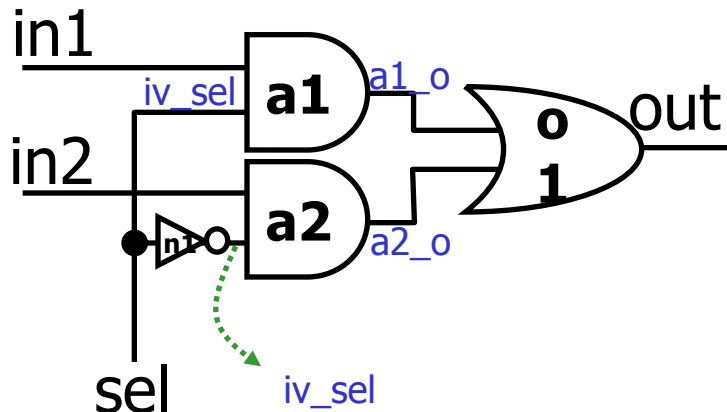 in1
a1_o
iv_sel
a1
o
1
out
in2
a2
n1
a2_o
sel
iv_sel